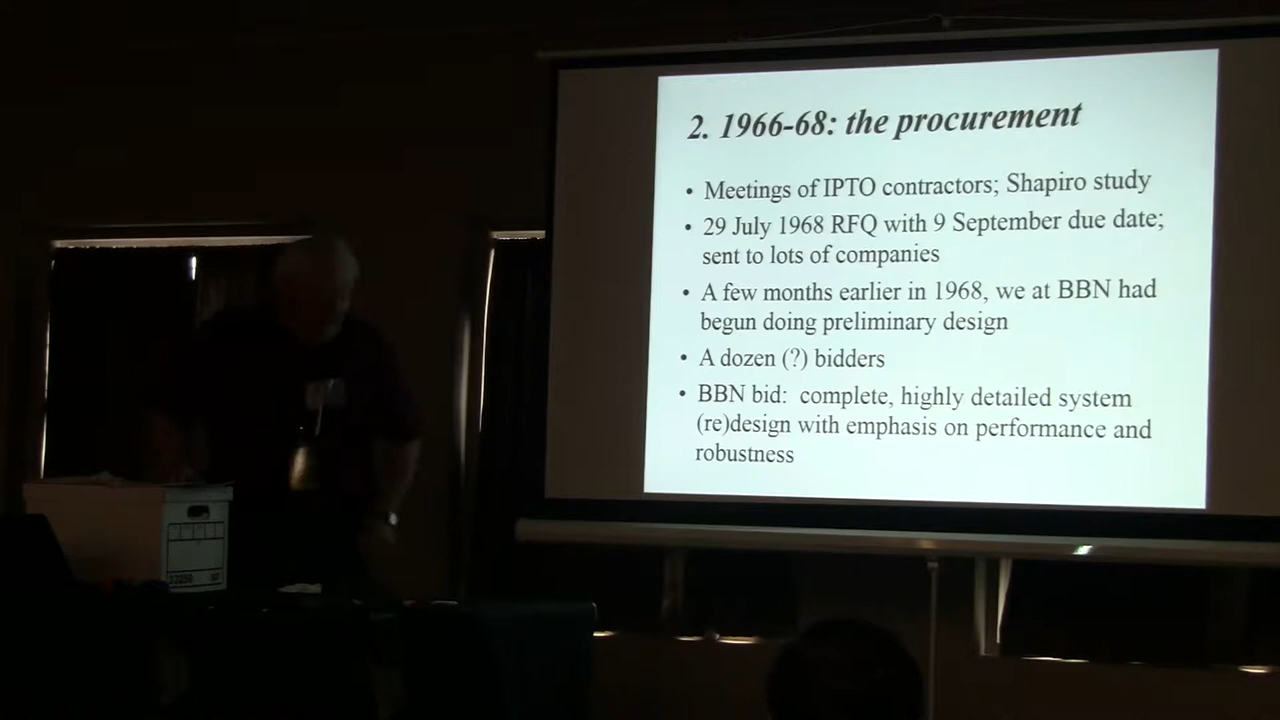 2. 1966-68: the procurement
• Meetings of IPTO contractors; Shapiro study
• 29 July 1968 RFQ with 9 September due date;
sent to lots of companies
• A few months earlier in 1968, we at BBN had
begun doing preliminary design
• A dozen (?) bidders
• BBN bid: complete, highly detailed system
(re)design with emphasis on performance and
robustness